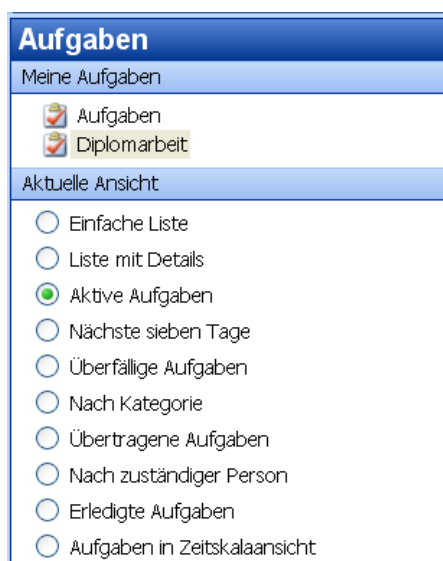 Aufgaben
Meine Aufgaben
Aufgaben
Diplomarbeit
Aktuelle Ansicht
Einfache Liste
Liste mit Details
Aktive Aufgaben
Nächste sieben Tage
Überfällige Aufgaben
Nach Kategorie
Übertragene Aufgaben
Nach zuständiger Person
Erledigte Aufgaben
Aufgaben in Zeitskalaansicht